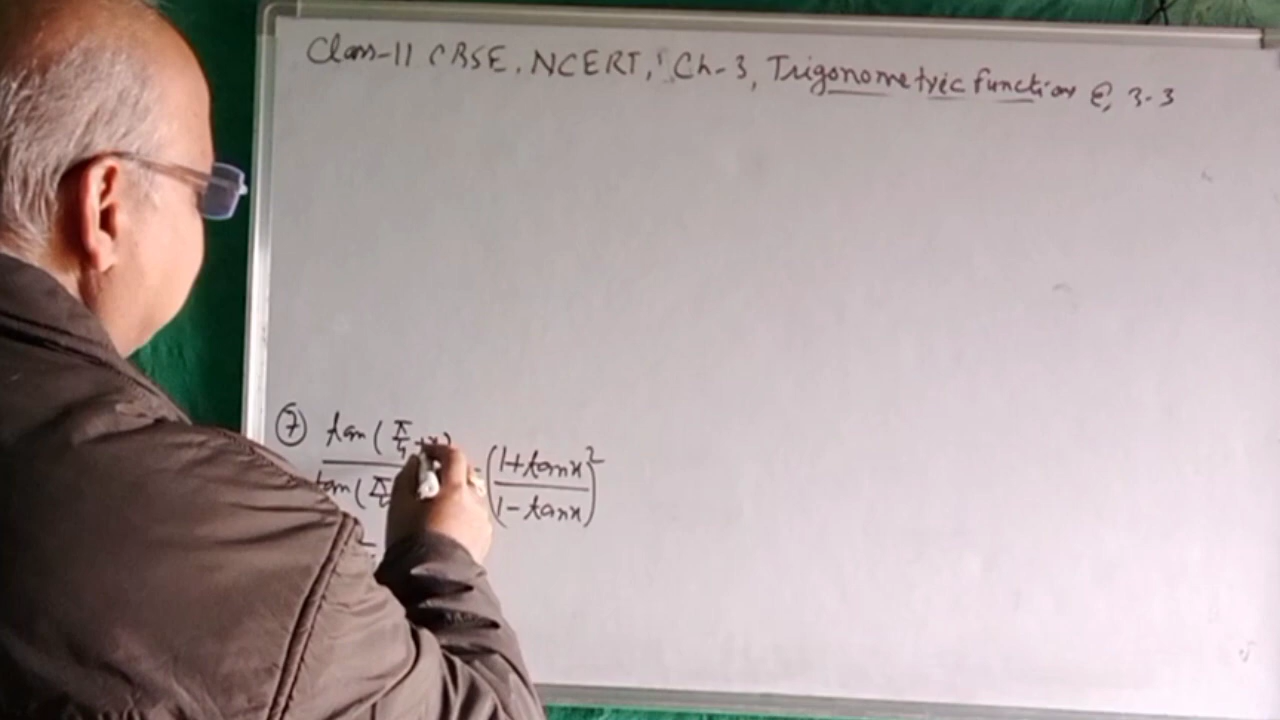 Class-11 CBSE, NCERT, Ch-3, Trigonometric function Ex 3.3
⑦ tan(π/4+x) / tan(π = (1+tanx / 1-tanx)²